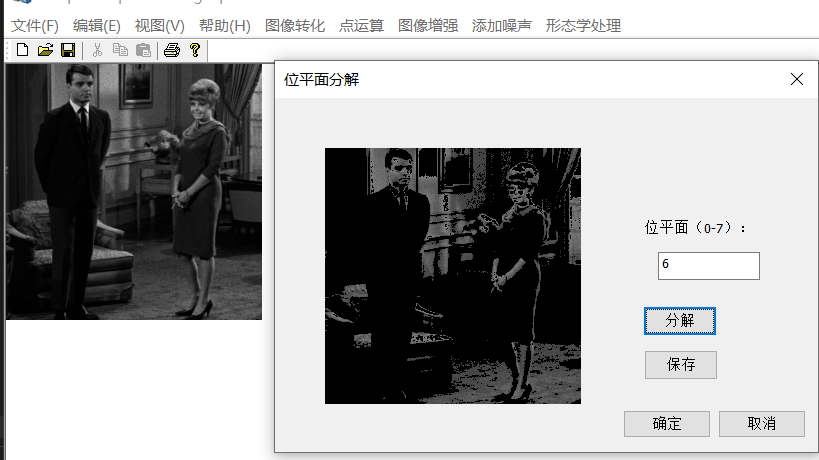 文件(F) 编辑(E) 视图(V) 帮助(H) 图像转化 点运算 图像增强 添加噪声 形态学处理
位平面分解
位平面（0-7）：
6
分解
保存
确定 取消